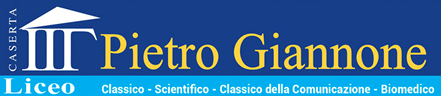 CASERTA
Pietro Giannone
Liceo Classico - Scientifico - Classico della Comunicazione - Biomedico